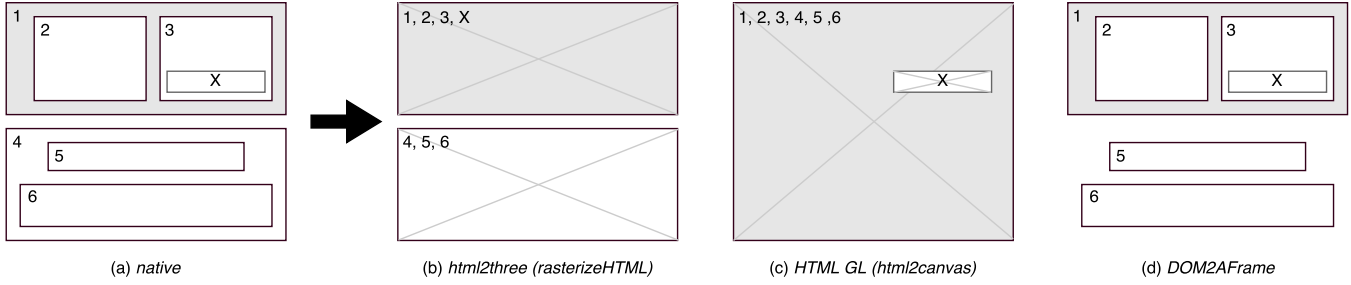 1
2
3
X
4
5
6
(a) native
1, 2, 3, X
4, 5, 6
(b) html2three (rasterizeHTML)
1, 2, 3, 4, 5 ,6
X
(c) HTML GL (html2canvas)
1
2
3
X
5
6
(d) DOM2AFrame